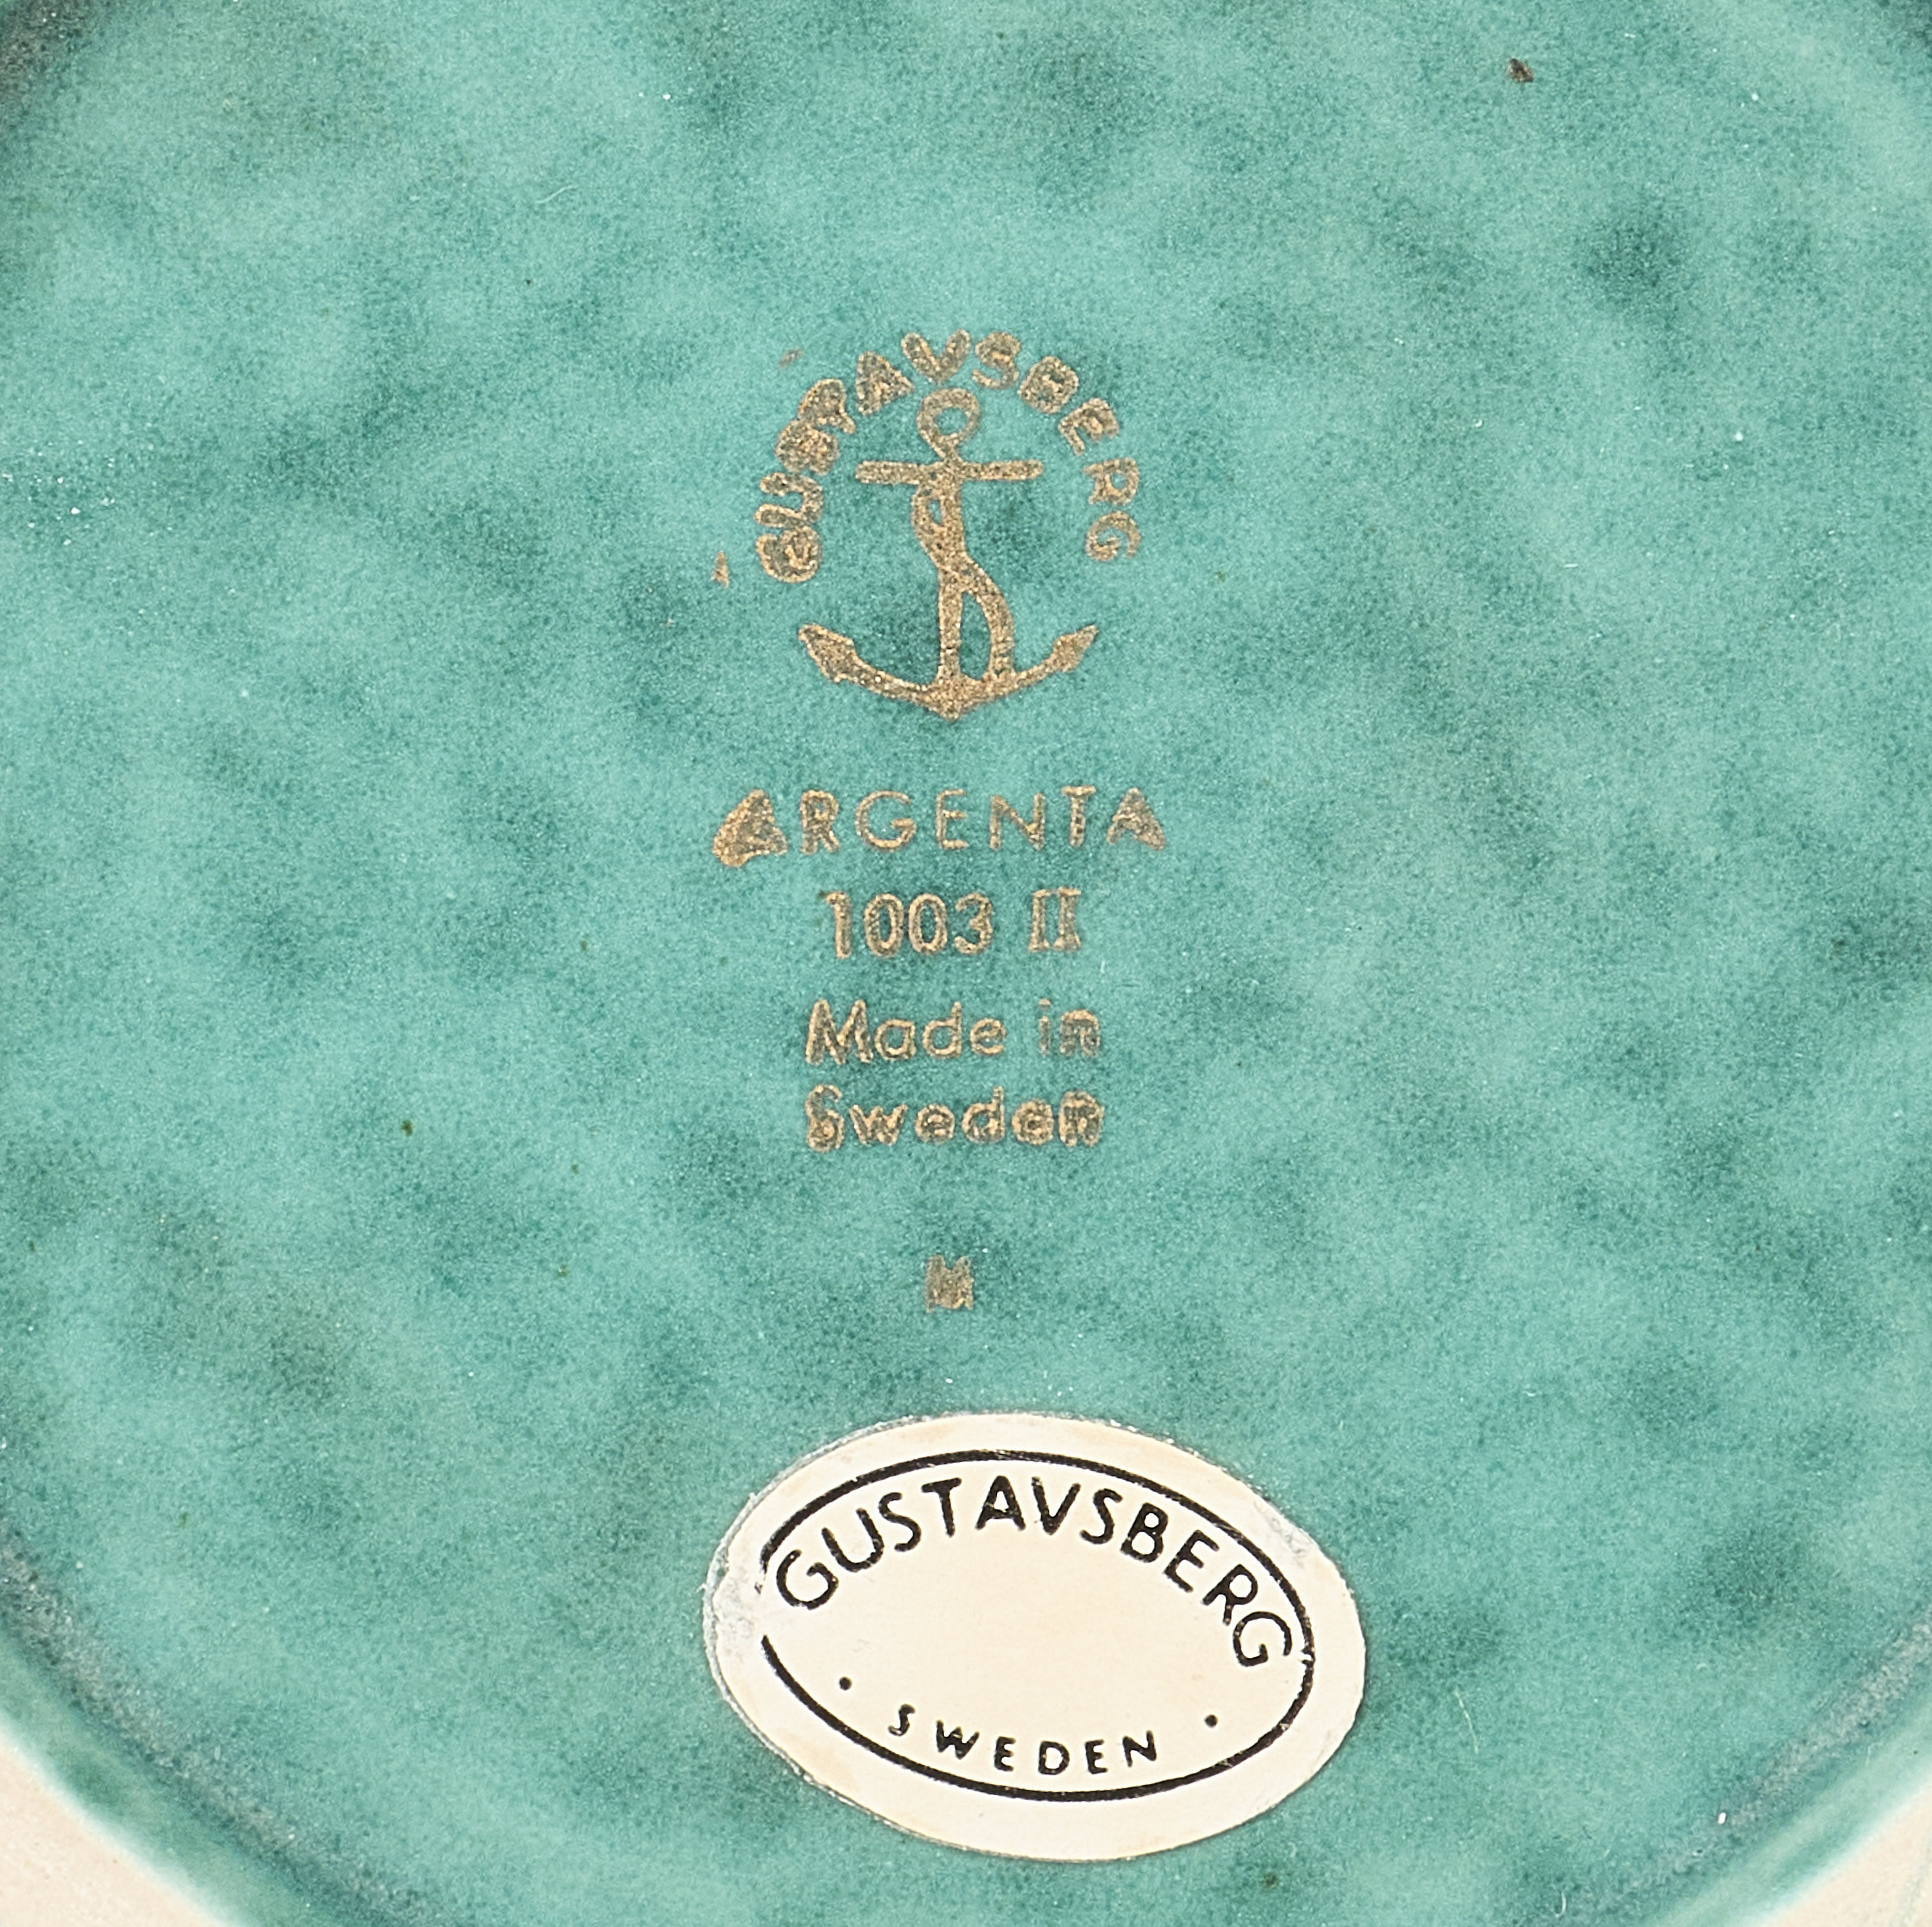 GUSTAVSBERG
ARGENTA
1003 II
Made in
Sweden
M
GUSTAVSBERG
• SWEDEN •